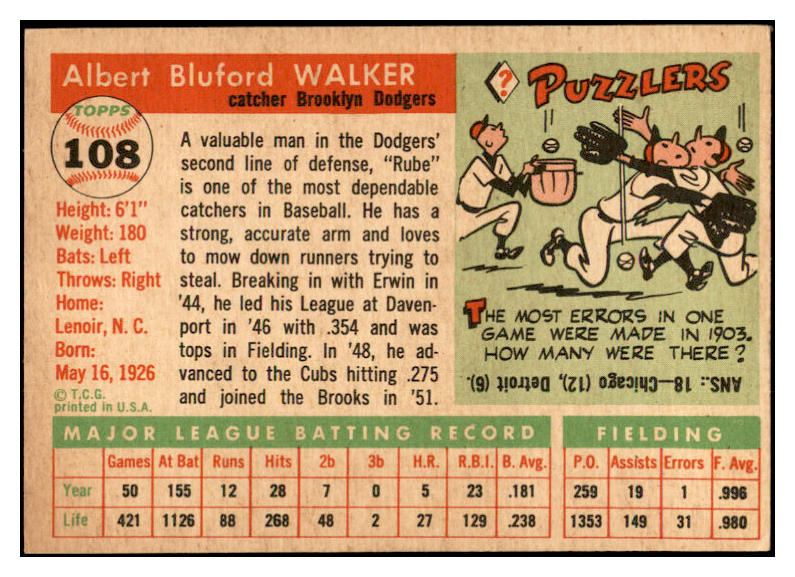 Albert Bluford WALKER
catcher Brooklyn Dodgers
TOPPS
108
Height: 6'1"
Weight: 180
Bats: Left
Throws: Right
Home:
Lenoir, N. C.
Born:
May 16, 1926
© T.C.G.
printed in U.S.A.
A valuable man in the Dodgers'
second line of defense, "Rube"
is one of the most dependable
catchers in Baseball. He has a
strong, accurate arm and loves
to mow down runners trying to
steal. Breaking in with Erwin in
'44, he led his League at Daven-
port in '46 with .354 and was
tops in Fielding. In '48, he ad-
vanced to the Cubs hitting .275
and joined the Brooks in '51.
? PUZZLERS
THE MOST ERRORS IN ONE
GAME WERE MADE IN 1903.
HOW MANY WERE THERE?
ANS.: 18—Chicago (12), Detroit (6).
MAJOR LEAGUE BATTING RECORD FIELDING
Games At Bat Runs Hits 2b 3b H.R. R.B.I. B. Avg. P.O. Assists Errors F. Avg.
Year 50 155 12 28 7 0 5 23 .181 259 19 1 .996
Life 421 1126 88 268 48 2 27 129 .238 1353 149 31 .980